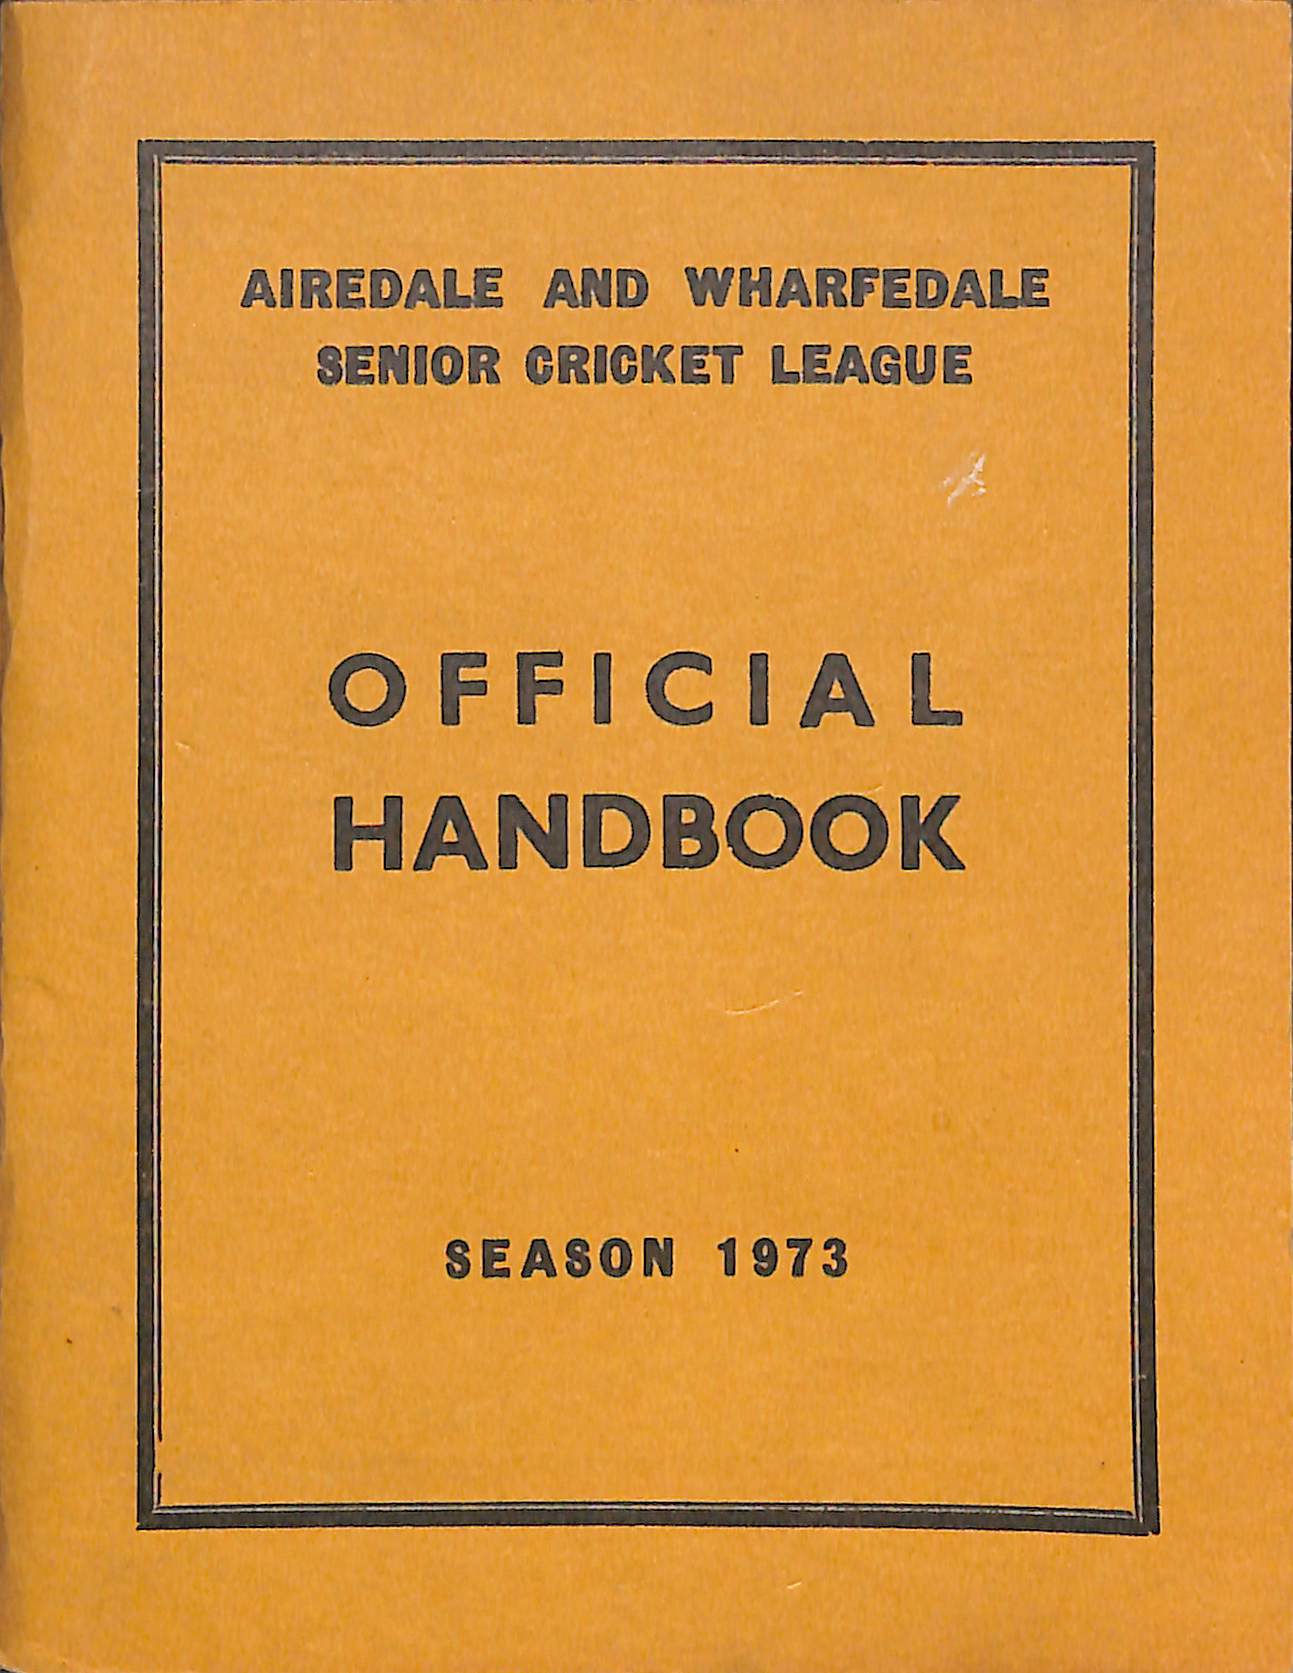 AIREDALE AND WHARFEDALE
SENIOR CRICKET LEAGUE
OFFICIAL
HANDBOOK
SEASON 1973